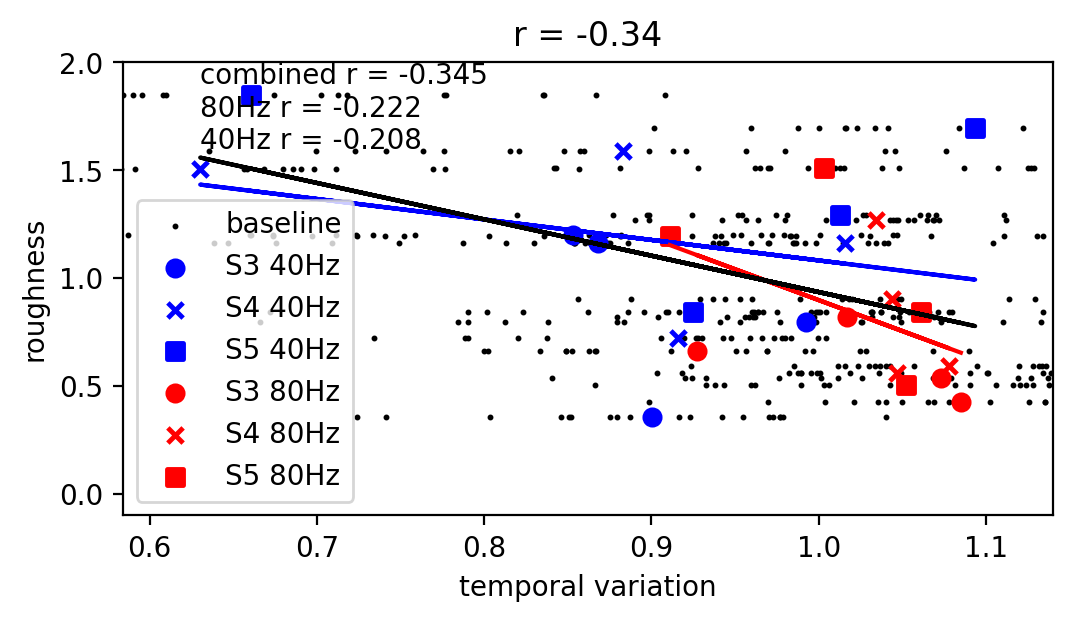 r = -0.34
combined r = -0.345
80Hz r = -0.222
40Hz r = -0.208
2.0
1.5
1.0
0.5
0.0
roughness
baseline
S3 40Hz
S4 40Hz
S5 40Hz
S3 80Hz
S4 80Hz
S5 80Hz
0.6 0.7 0.8 0.9 1.0 1.1
temporal variation